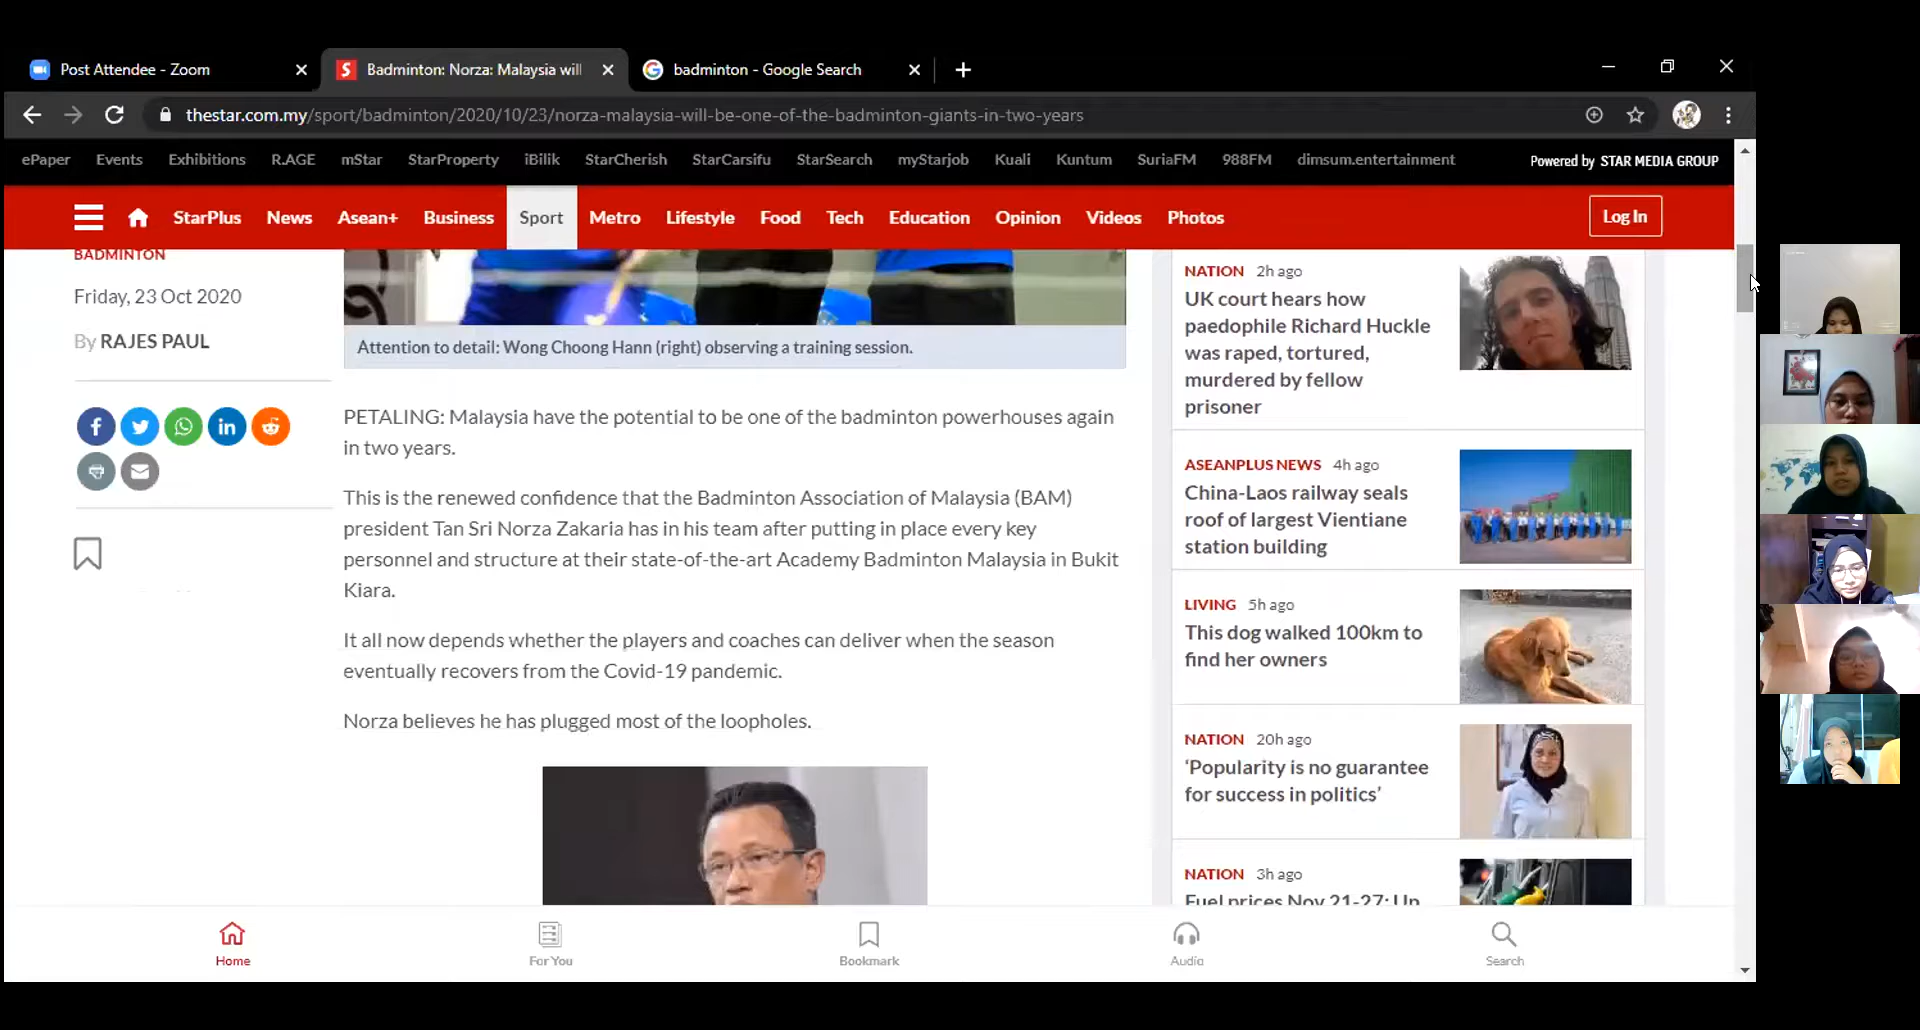 Post Attendee - Zoom
Badminton: Norza: Malaysia will
badminton - Google Search
thestar.com.my/sport/badminton/2020/10/23/norza-malaysia-will-be-one-of-the-badminton-giants-in-two-years
ePaper Events Exhibitions R.AGE mStar StarProperty iBilik StarCherish StarCarsifu StarSearch myStarjob Kuali Kuntum SuriaFM 988FM dimsum.entertainment Powered by STAR MEDIA GROUP
StarPlus News Asean+ Business Sport Metro Lifestyle Food Tech Education Opinion Videos Photos Log In
BADMINTON
Friday, 23 Oct 2020
By RAJES PAUL
Attention to detail: Wong Choong Hann (right) observing a training session.
PETALING: Malaysia have the potential to be one of the badminton powerhouses again
in two years.
This is the renewed confidence that the Badminton Association of Malaysia (BAM)
president Tan Sri Norza Zakaria has in his team after putting in place every key
personnel and structure at their state-of-the-art Academy Badminton Malaysia in Bukit
Kiara.
It all now depends whether the players and coaches can deliver when the season
eventually recovers from the Covid-19 pandemic.
Norza believes he has plugged most of the loopholes.
NATION 2h ago
UK court hears how
paedophile Richard Huckle
was raped, tortured,
murdered by fellow
prisoner
ASEANPLUS NEWS 4h ago
China-Laos railway seals
roof of largest Vientiane
station building
LIVING 5h ago
This dog walked 100km to
find her owners
NATION 20h ago
‘Popularity is no guarantee
for success in politics’
NATION 3h ago
Fuel prices Nov 21-27: Up
Home
For You
Bookmark
Audio
Search